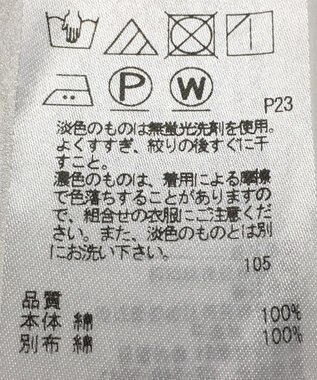 P W
P23
淡色のものは無蛍光洗剤を使用。
よくすすぎ、絞りの後すぐに干
すこと。
濃色のものは、着用による摩擦
で色落ちすることがありますの
で、組合せの衣服にご注意くださ
い。また、淡色のものとは別
にお洗い下さい。
105
品質
本体 綿 100%
別布 綿 100%